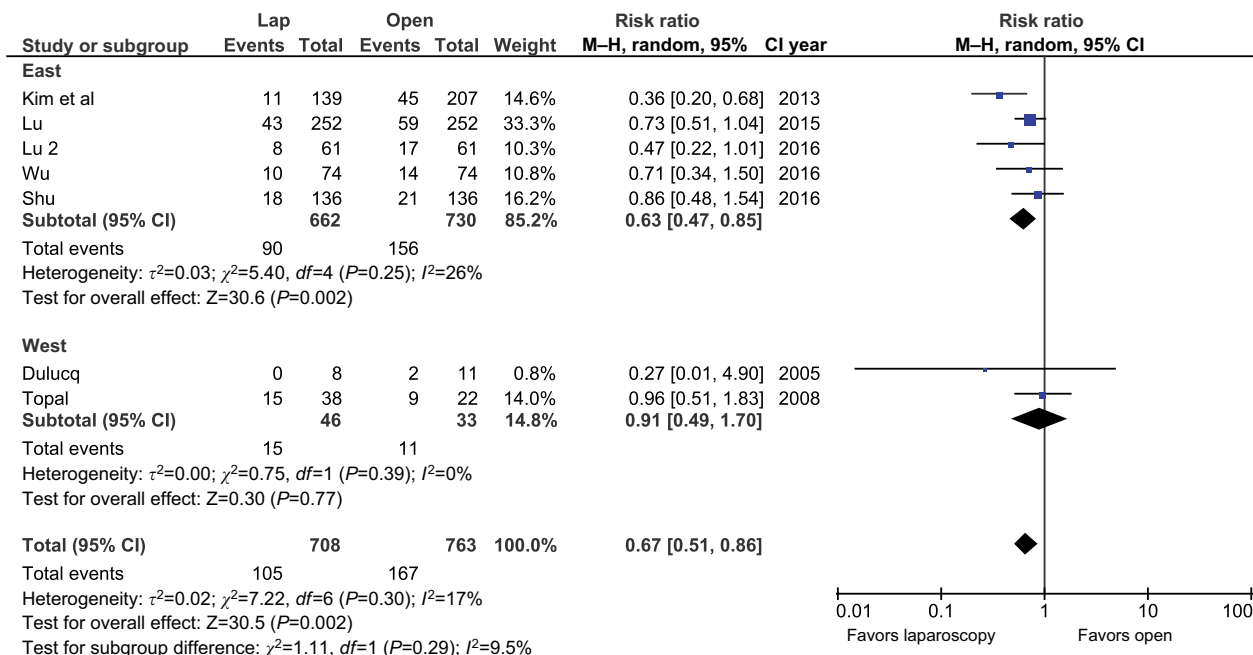 Lap Open Risk ratio Risk ratio
Study or subgroup Events Total Events Total Weight M–H, random, 95% CI year M–H, random, 95% CI
East
Kim et al 11 139 45 207 14.6% 0.36 [0.20, 0.68] 2013
Lu 43 252 59 252 33.3% 0.73 [0.51, 1.04] 2015
Lu 2 8 61 17 61 10.3% 0.47 [0.22, 1.01] 2016
Wu 10 74 14 74 10.8% 0.71 [0.34, 1.50] 2016
Shu 18 136 21 136 16.2% 0.86 [0.48, 1.54] 2016
Subtotal (95% CI) 662 730 85.2% 0.63 [0.47, 0.85]
Total events 90 156
Heterogeneity: τ²=0.03; χ²=5.40, df=4 (P=0.25); I²=26%
Test for overall effect: Z=30.6 (P=0.002)
West
Dulucq 0 8 2 11 0.8% 0.27 [0.01, 4.90] 2005
Topal 15 38 9 22 14.0% 0.96 [0.51, 1.83] 2008
Subtotal (95% CI) 46 33 14.8% 0.91 [0.49, 1.70]
Total events 15 11
Heterogeneity: τ²=0.00; χ²=0.75, df=1 (P=0.39); I²=0%
Test for overall effect: Z=0.30 (P=0.77)
Total (95% CI) 708 763 100.0% 0.67 [0.51, 0.86]
Total events 105 167
Heterogeneity: τ²=0.02; χ²=7.22, df=6 (P=0.30); I²=17%
Test for overall effect: Z=30.5 (P=0.002)
Test for subgroup difference: χ²=1.11, df=1 (P=0.29); I²=9.5%
0.01 0.1 1 10 100
Favors laparoscopy Favors open